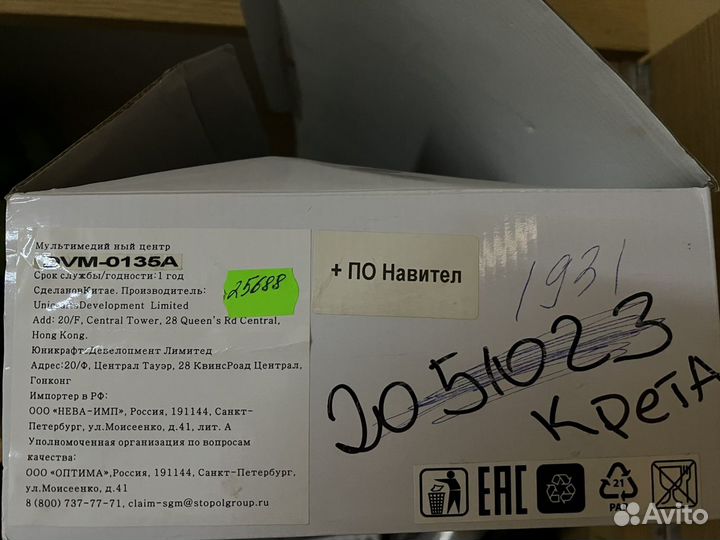 Мультимедий ный центр
DVM-0135A
Срок службы/годности:1 год
СделановКитае. Производитель:
UnicraftsDevelopment Limited
Add: 20/F, Central Tower, 28 Queen's Rd Central,
Hong Kong.
ЮникрафтсДевелопмент Лимитед
Адрес:20/Ф, Централ Тауэр, 28 КвинсРоад Централ,
Гонконг
Импортер в РФ:
ООО «НЕВА-ИМП», Россия, 191144, Санкт-
Петербург, ул.Моисеенко, д.41, лит. А
Уполномоченная организация по вопросам
качества:
ООО «ОПТИМА»,Россия, 191144, Санкт-Петербург,
ул.Моисеенко, д.41
8 (800) 737-77-71, claim-sgm@stopolgroup.ru
25688
+ ПО Навител
1931
2051023
Крета
EAC
21
PAP
Avito